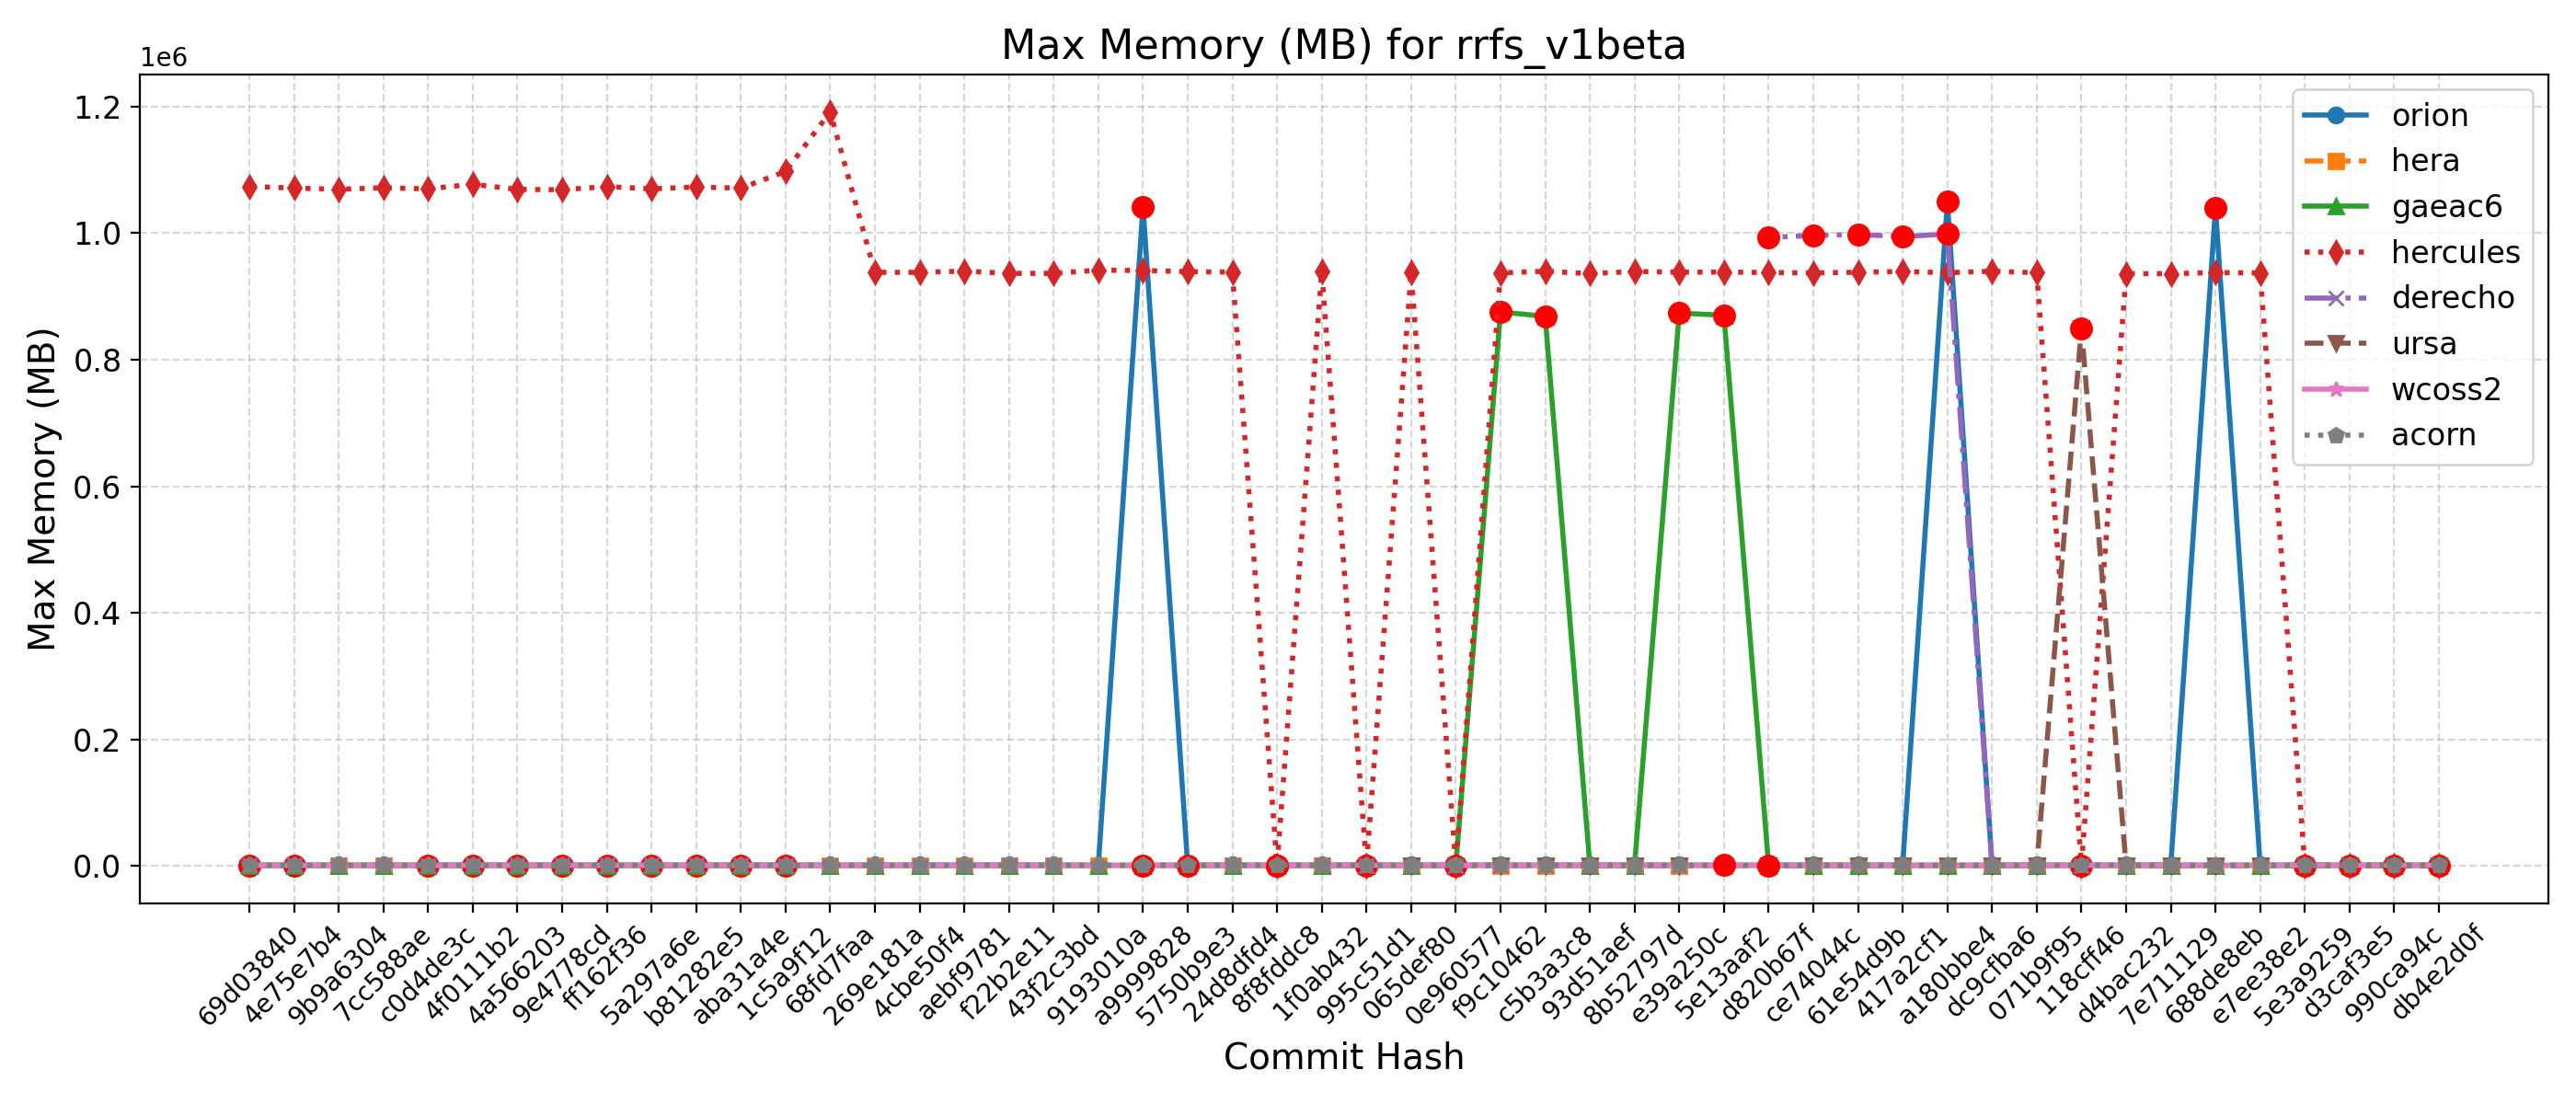 Max Memory (MB) for rrfs_v1beta
1e6
1.2
1.0
0.8
0.6
0.4
0.2
0.0
Max Memory (MB)
orion
hera
gaeac6
hercules
derecho
ursa
wcoss2
acorn
69d03840
4e75e7b4
9b9a6304
7cc588ae
c0d4de3c
4f0111b2
4a566203
9e4778cd
ff162f36
5a297a6e
b81282e5
aba31a4e
1c5a9f12
68fd7faa
269e181a
4cbe50f4
aebf9781
f22b2e11
43f2c3bd
9193010a
a9999828
5750b9e3
24d8dfd4
8f8fddc8
1f0ab432
995c51d1
065def80
0e960577
f9c10462
c5b3a3c8
93d51aef
8b52797d
e39a250c
5e13aaf2
d820b67f
ce74044c
61e54d9b
417a2cf1
a180bbe4
dc9cfba6
071b9f95
118cff46
d4bac232
7e711129
688de8eb
e7ee38e2
5e3a9259
d3caf3e5
990ca94c
db4e2d0f
Commit Hash